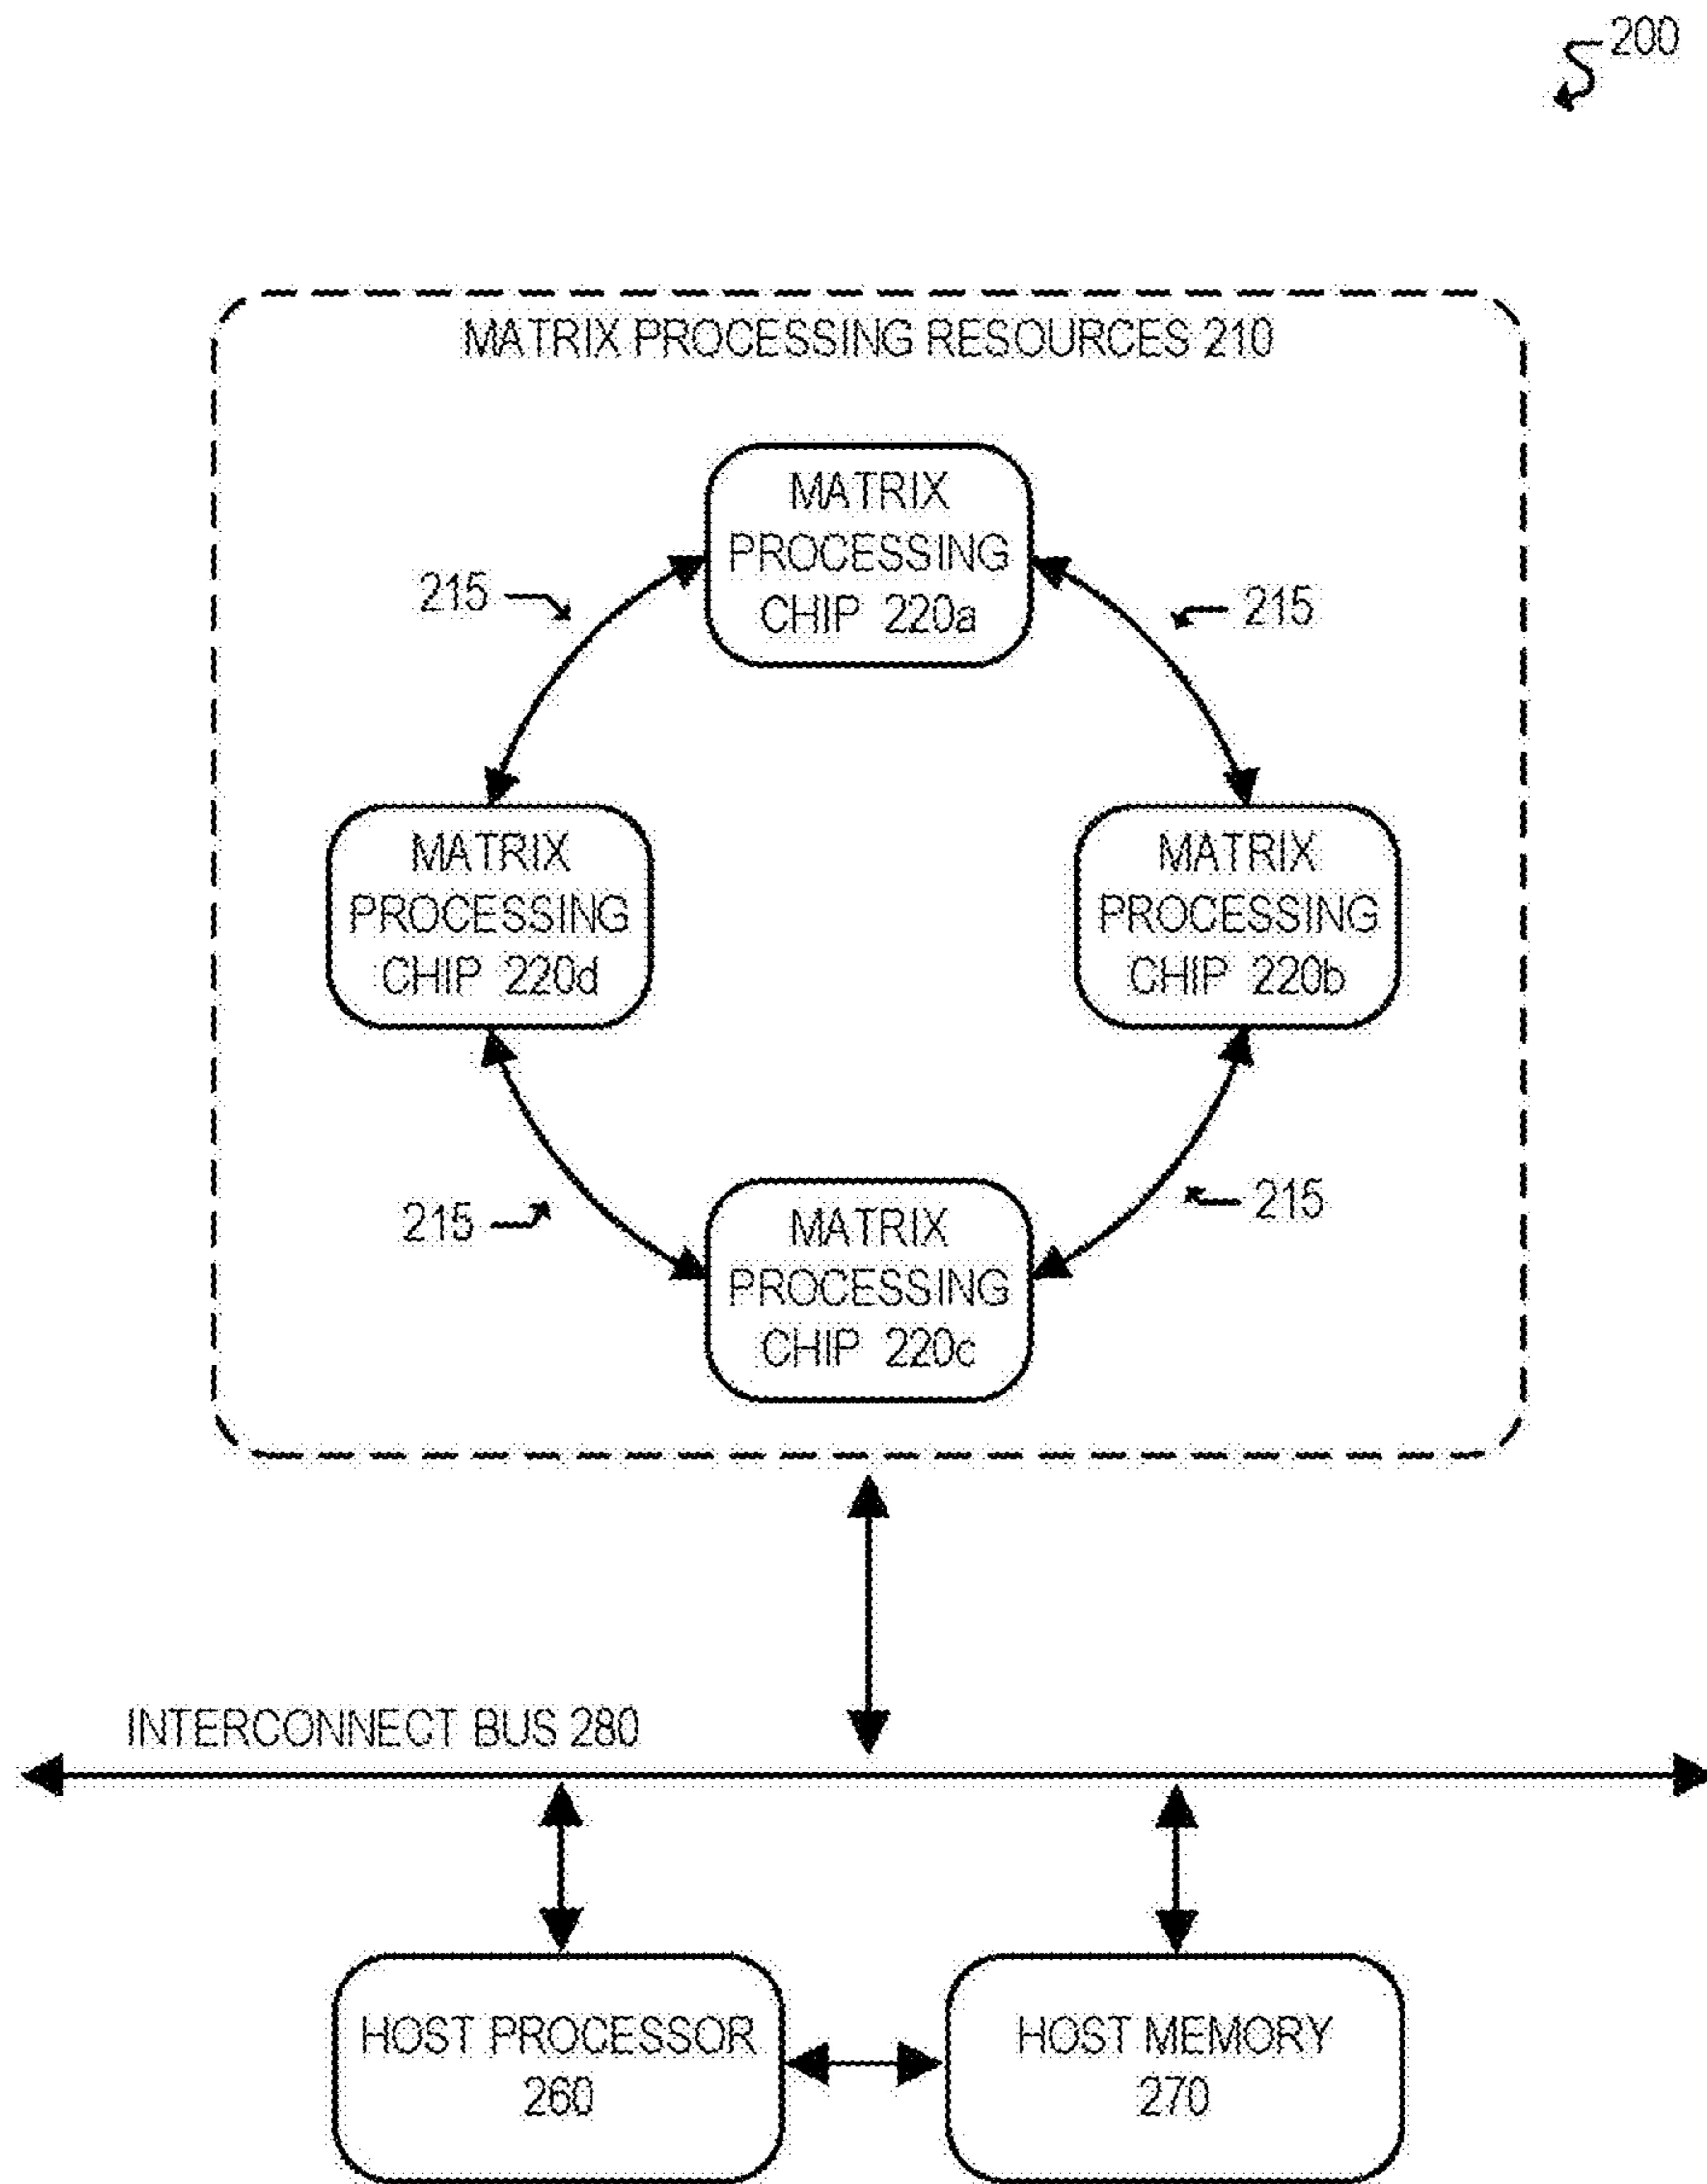 200
MATRIX PROCESSING RESOURCES 210
MATRIX
PROCESSING
CHIP 220a
215
215
MATRIX
PROCESSING
CHIP 220d
MATRIX
PROCESSING
CHIP 220b
215
215
MATRIX
PROCESSING
CHIP 220c
INTERCONNECT BUS 280
HOST PROCESSOR
260
HOST MEMORY
270